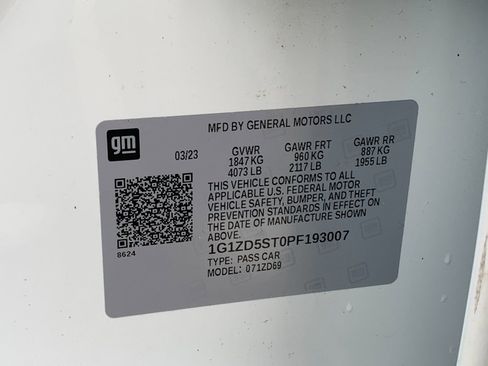 gm
MFD BY GENERAL MOTORS LLC
03/23 GVWR GAWR FRT GAWR RR
1847 KG 960 KG 887 KG
4073 LB 2117 LB 1955 LB
THIS VEHICLE CONFORMS TO ALL
APPLICABLE U.S. FEDERAL MOTOR
VEHICLE SAFETY, BUMPER, AND THEFT
PREVENTION STANDARDS IN EFFECT ON
THE DATE OF MANUFACTURE SHOWN
ABOVE.
1G1ZD5ST0PF193007
TYPE: PASS CAR
MODEL: 071ZD69
8624